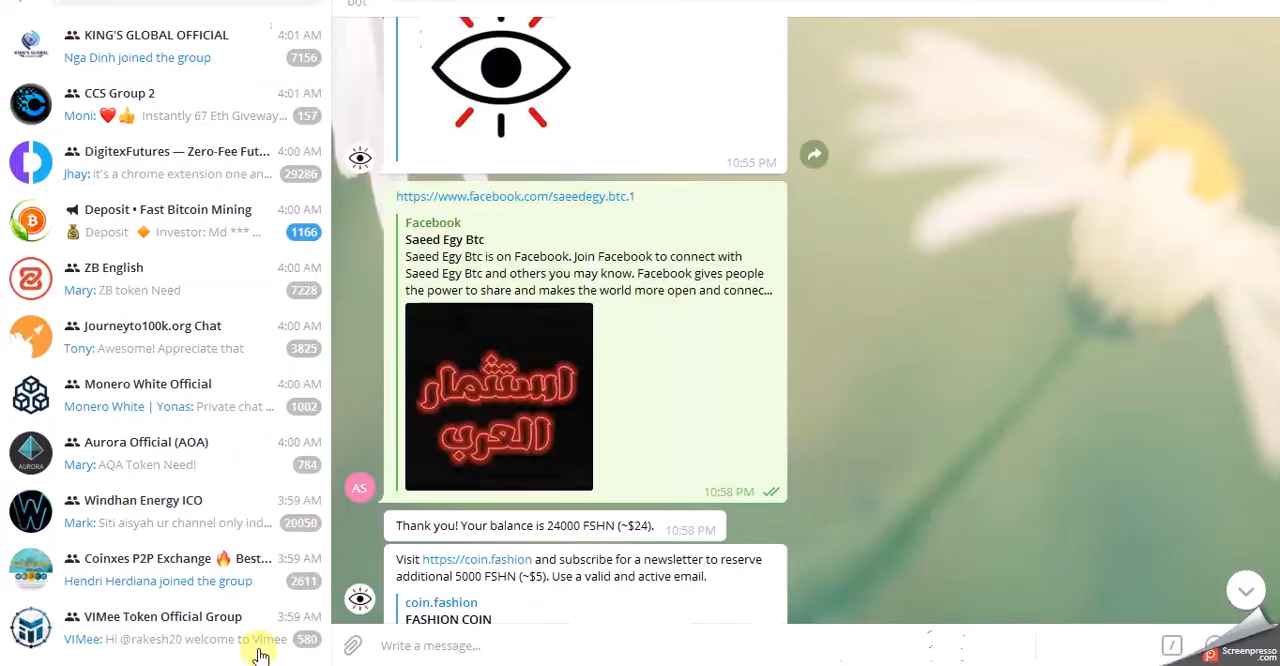 bot
KING'S GLOBAL OFFICIAL 4:01 AM
Nga Dinh joined the group 7156
CCS Group 2 4:01 AM
Moni: ❤️👍 Instantly 67 Eth Giveway... 157
DigitexFutures — Zero-Fee Fut... 4:00 AM
Jhay: it's a chrome extension one an... 29286
Deposit • Fast Bitcoin Mining 4:00 AM
💰 Deposit 🔸 Investor: Md *** ... 1166
ZB English 4:00 AM
Mary: ZB token Need 7228
Journeyto100k.org Chat 4:00 AM
Tony: Awesome! Appreciate that 3825
Monero White Official 4:00 AM
Monero White | Yonas: Private chat ... 1002
Aurora Official (AOA) 4:00 AM
Mary: AQA Token Need! 784
AURORA
Windhan Energy ICO 3:59 AM
Mark: Siti aisyah ur channel only ind... 20050
Coinxes P2P Exchange 🔥 Best... 3:59 AM
Hendri Herdiana joined the group 2611
VIMee Token Official Group 3:59 AM
VIMee: Hi @rakesh20 welcome to Vimee 580
10:55 PM
https://www.facebook.com/saeedegy.btc.1
Facebook
Saeed Egy Btc
Saeed Egy Btc is on Facebook. Join Facebook to connect with
Saeed Egy Btc and others you may know. Facebook gives people
the power to share and makes the world more open and connec...
استثمار
العرب
AS
10:58 PM
Thank you! Your balance is 24000 FSHN (~$24). 10:58 PM
Visit https://coin.fashion and subscribe for a newsletter to reserve
additional 5000 FSHN (~$5). Use a valid and active email.
coin.fashion
FASHION COIN
Write a message...
Screenpresso
.com